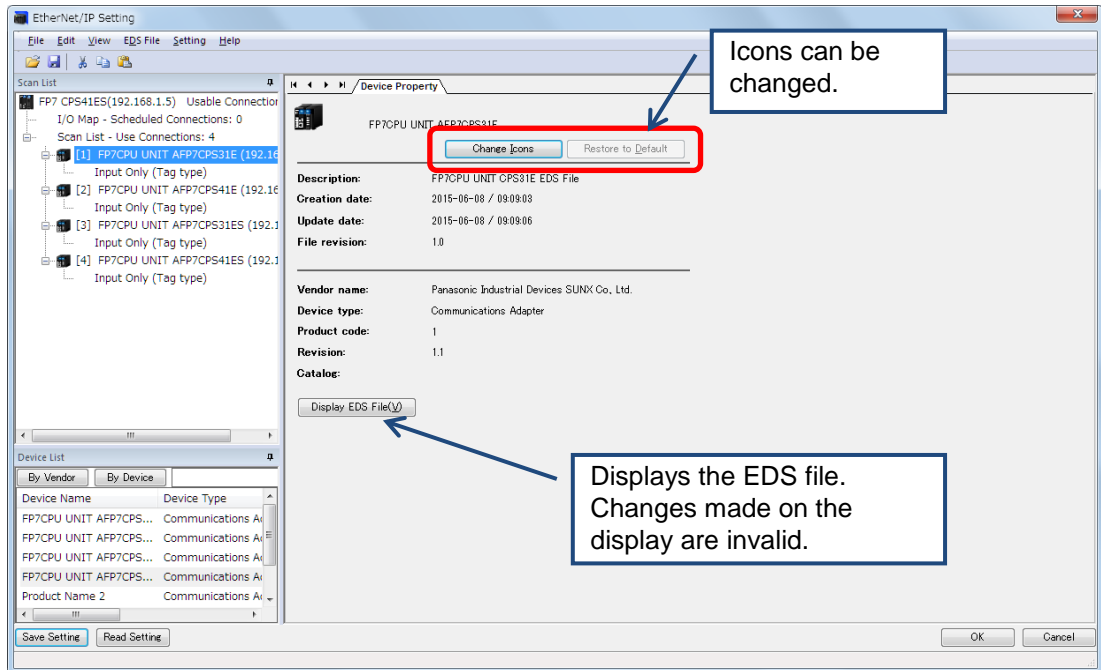 EtherNet/IP Setting
File Edit View EDS File Setting Help
Icons can be
changed.
Scan List
FP7 CPS41ES(192.168.1.5) Usable Connection
I/O Map - Scheduled Connections: 0
Scan List - Use Connections: 4
[1] FP7CPU UNIT AFP7CPS31E (192.16
Input Only (Tag type)
[2] FP7CPU UNIT AFP7CPS41E (192.16
Input Only (Tag type)
[3] FP7CPU UNIT AFP7CPS31ES (192.1
Input Only (Tag type)
[4] FP7CPU UNIT AFP7CPS41ES (192.1
Input Only (Tag type)
Device Property
FP7CPU UNIT AFP7CPS31E
Change Icons Restore to Default
Description: FP7CPU UNIT CPS31E EDS File
Creation date: 2015-06-08 / 09:09:03
Update date: 2015-06-08 / 09:09:06
File revision: 1.0
Vendor name: Panasonic Industrial Devices SUNX Co., Ltd.
Device type: Communications Adapter
Product code: 1
Revision: 1.1
Catalog:
Display EDS File(V)
Displays the EDS file.
Changes made on the
display are invalid.
Device List
By Vendor By Device
Device Name Device Type
FP7CPU UNIT AFP7CPS... Communications A
FP7CPU UNIT AFP7CPS... Communications A
FP7CPU UNIT AFP7CPS... Communications A
FP7CPU UNIT AFP7CPS... Communications A
Product Name 2 Communications A
Save Setting Read Setting OK Cancel